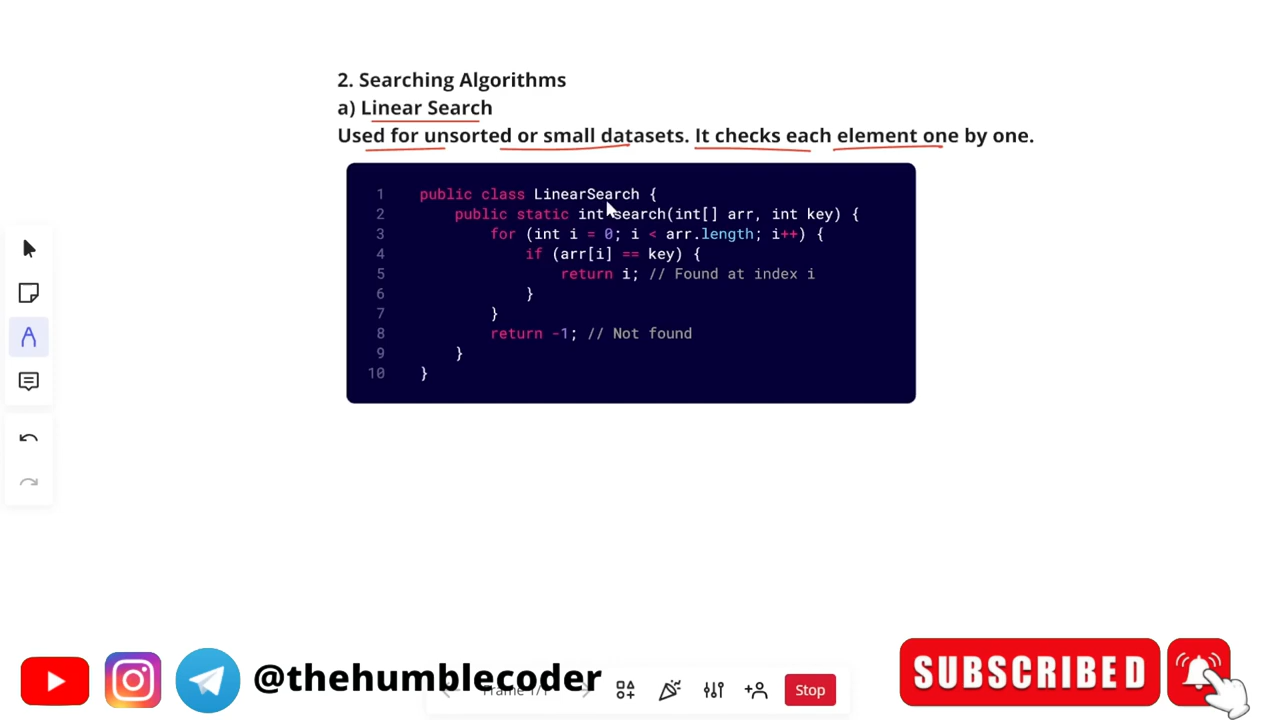 2. Searching Algorithms
a) Linear Search
Used for unsorted or small datasets. It checks each element one by one.
1 public class LinearSearch {
2 public static int search(int[] arr, int key) {
3 for (int i = 0; i < arr.length; i++) {
4 if (arr[i] == key) {
5 return i; // Found at index i
6 }
7 }
8 return -1; // Not found
9 }
10 }
@thehumblecoder
Frame 1/1
Stop
SUBSCRIBED